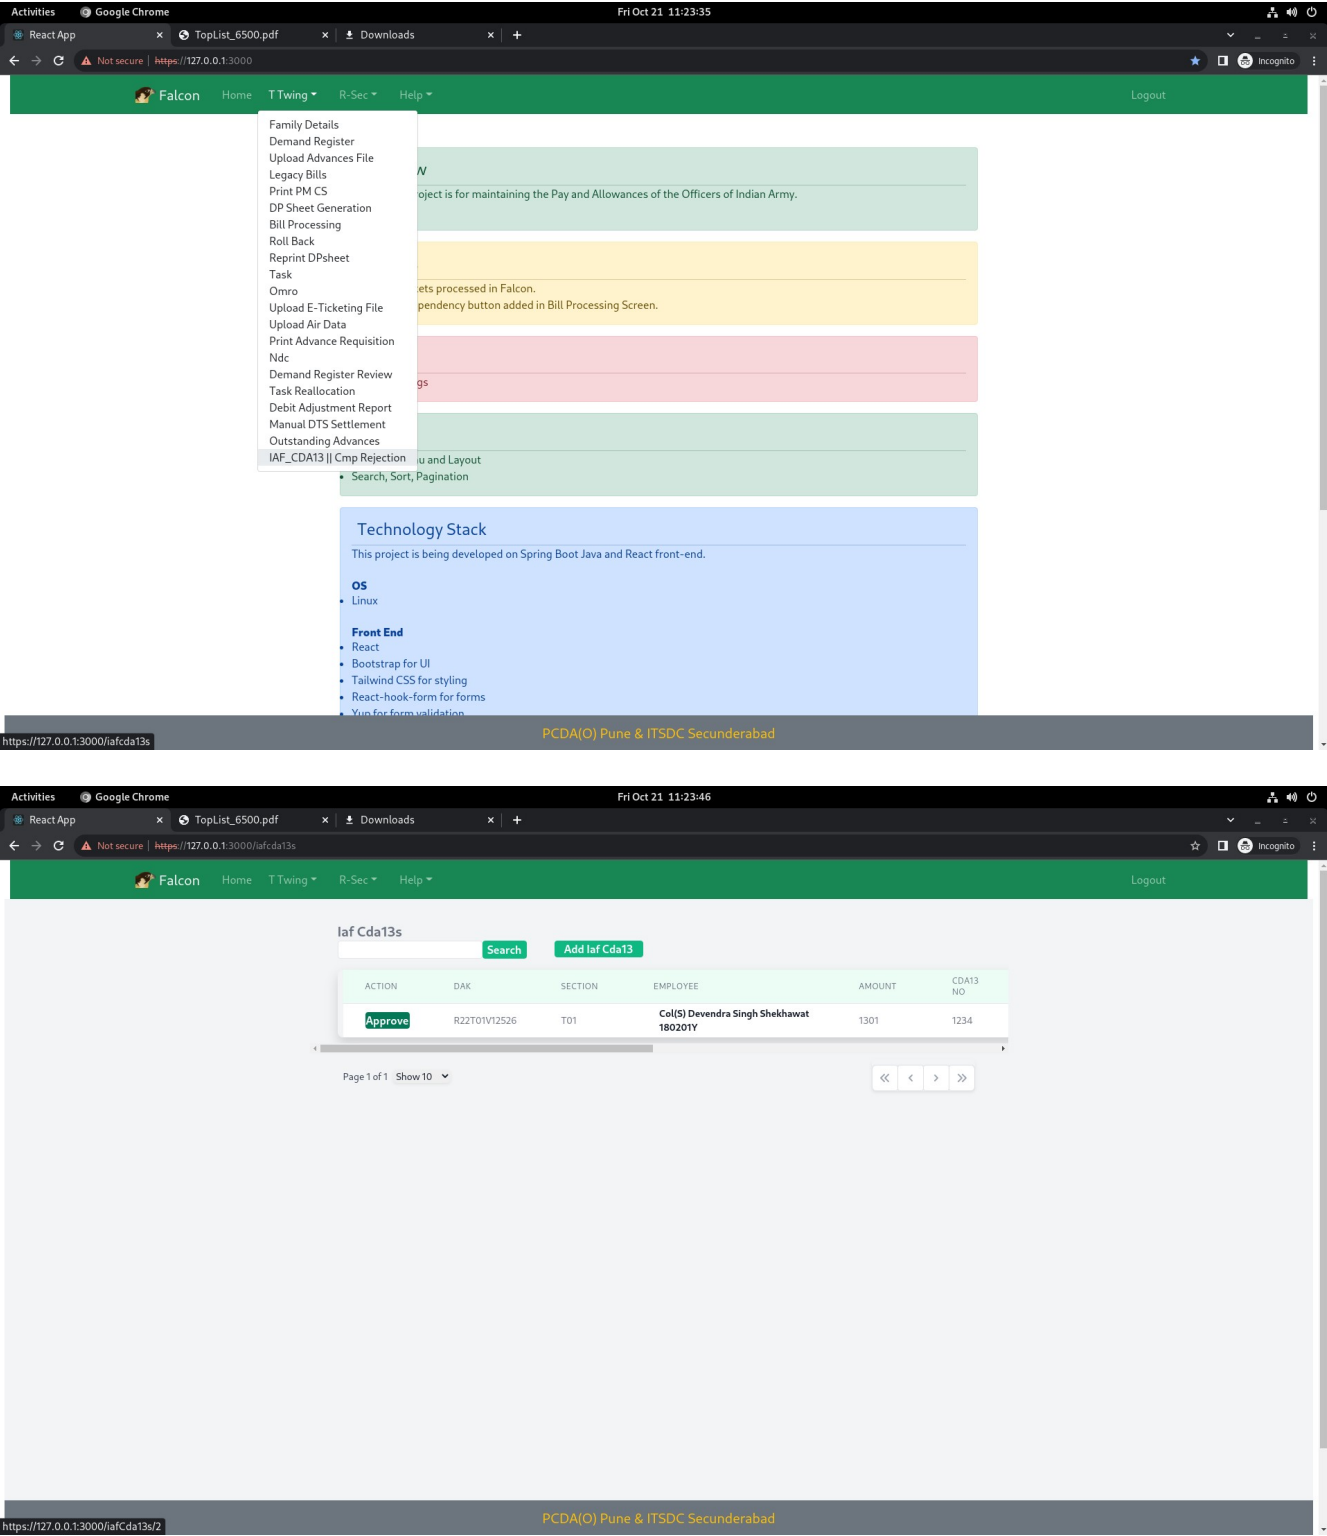 Activities Google Chrome Fri Oct 21 11:23:35
React App TopList_6500.pdf Downloads
Not secure https://127.0.0.1:3000 Incognito
Falcon Home T Twing R-Sec Help Logout
Family Details
Demand Register
Upload Advances File
Legacy Bills
Print PM CS
DP Sheet Generation
Bill Processing
Roll Back
Reprint DPsheet
Task
Omro
Upload E-Ticketing File
Upload Air Data
Print Advance Requisition
Ndc
Demand Register Review
Task Reallocation
Debit Adjustment Report
Manual DTS Settlement
Outstanding Advances
IAF_CDA13 || Cmp Rejection
is for maintaining the Pay and Allowances of the Officers of Indian Army.
processed in Falcon.
button added in Bill Processing Screen.
and Layout
Search, Sort, Pagination
Technology Stack
This project is being developed on Spring Boot Java and React front-end.
OS
Linux
Front End
React
Bootstrap for UI
Tailwind CSS for styling
React-hook-form for forms
Yup for form validation
PCDA(O) Pune & ITSDC Secunderabad
https://127.0.0.1:3000/iafcda13s
Activities Google Chrome Fri Oct 21 11:23:46
React App TopList_6500.pdf Downloads
Not secure https://127.0.0.1:3000/iafcda13s Incognito
Falcon Home T Twing R-Sec Help Logout
Iaf Cda13s
Search Add Iaf Cda13
ACTION DAK SECTION EMPLOYEE AMOUNT CDA13 NO
Approve R22T01V12526 T01 Col(S) Devendra Singh Shekhawat 180201Y 1301 1234
Page 1 of 1 Show 10
PCDA(O) Pune & ITSDC Secunderabad
https://127.0.0.1:3000/iafCda13s/2